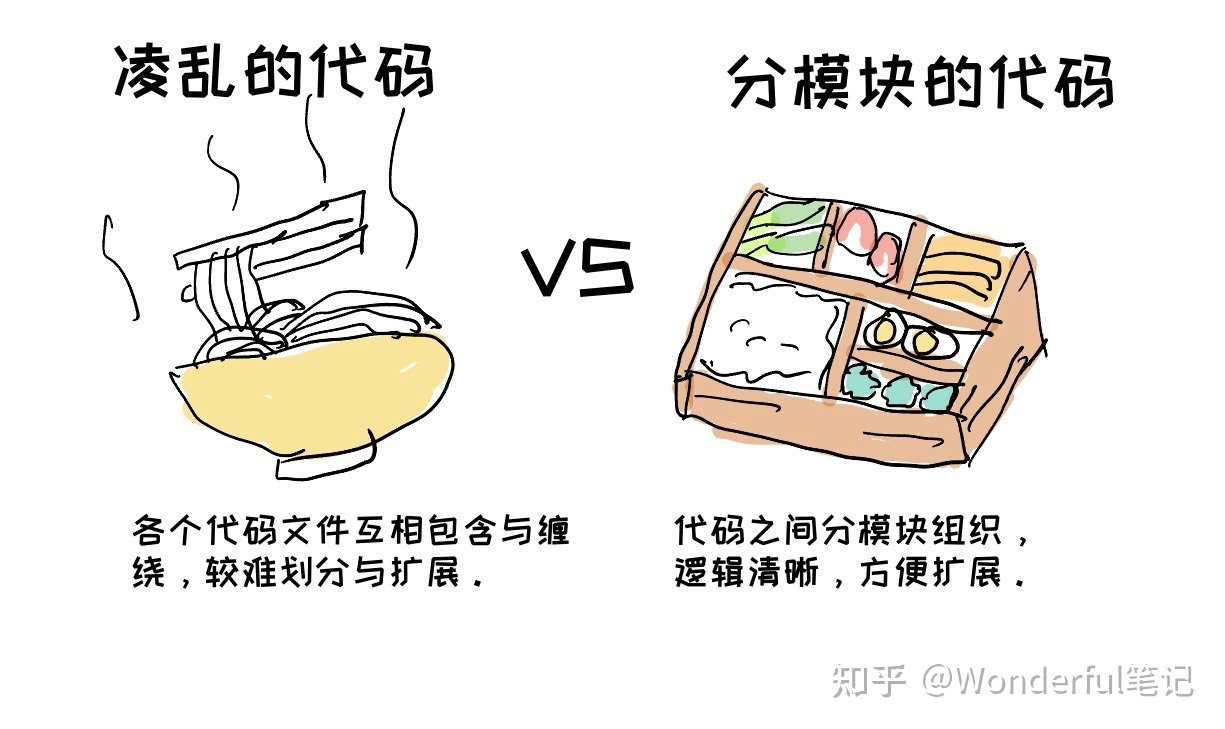 凌乱的代码
分模块的代码
VS
各个代码文件互相包含与缠
绕，较难划分与扩展．
代码之间分模块组织，
逻辑清晰，方便扩展．
知乎 @Wonderful笔记